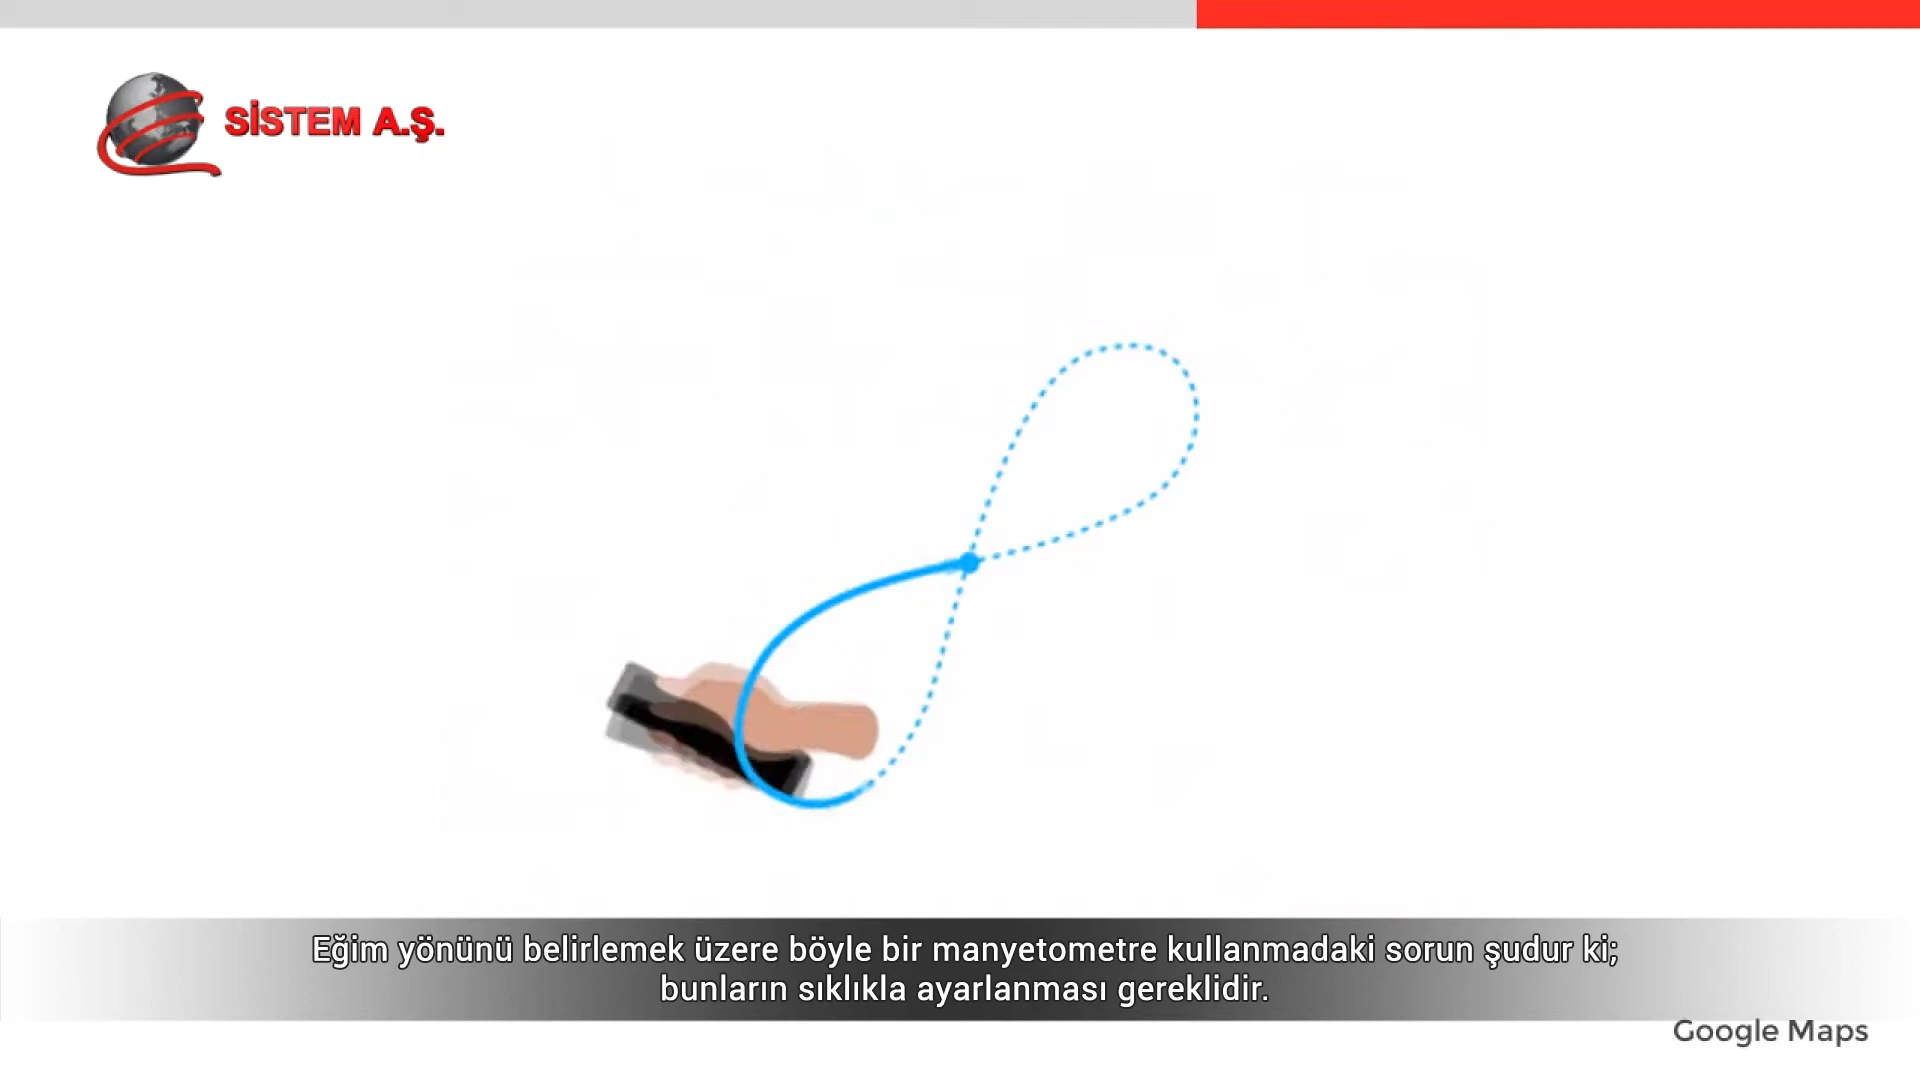 SİSTEM A.Ş.
Eğim yönünü belirlemek üzere böyle bir manyetometre kullanmadaki sorun şudur ki;
bunların sıklıkla ayarlanması gereklidir.
Google Maps